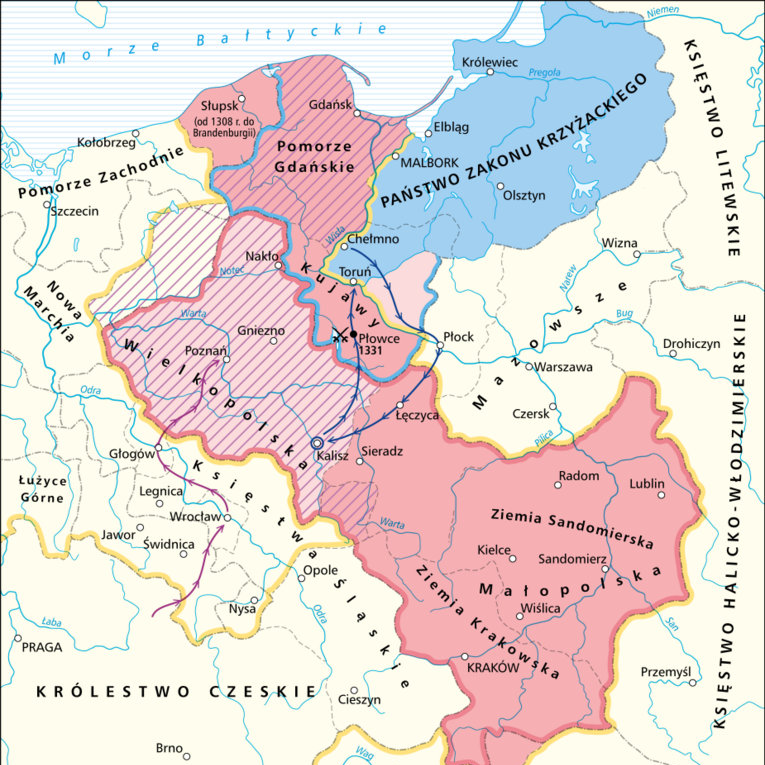 Morze Bałtyckie
Niemen
Królewiec
Pregoła
KSIĘSTWO LITEWSKIE
Słupsk
(od 1308 r. do
Brandenburgii)
Gdańsk
Elbląg
Kołobrzeg
Pomorze
Gdańskie
MALBORK
PAŃSTWO ZAKONU KRZYŻACKIEGO
Pomorze Zachodnie
Olsztyn
Szczecin
Wisła
Chełmno
Wizna
Nakło
Kujawy
Toruń
Noteć
Narew
Nowa
Marchia
Warta
Bug
Gniezno
Płowce
1331
Płock
Mazowsze
Drohiczyn
Poznań
Wielkopolska
Warszawa
Odra
Łęczyca
Czersk
Pilica
Głogów
Kalisz
Sieradz
Łużyce
Górne
Księstwa Śląskie
Legnica
Radom
Lublin
Wrocław
Warta
Ziemia Sandomierska
Jawor
Świdnica
Kielce
Sandomierz
Opole
Ziemia Krakowska
Małopolska
Nysa
Odra
Wiślica
San
Łaba
PRAGA
KRAKÓW
Przemyśl
KRÓLESTWO CZESKIE
Cieszyn
KSIĘSTWO HALICKO-WŁODZIMIERSKIE
Brno
Wag